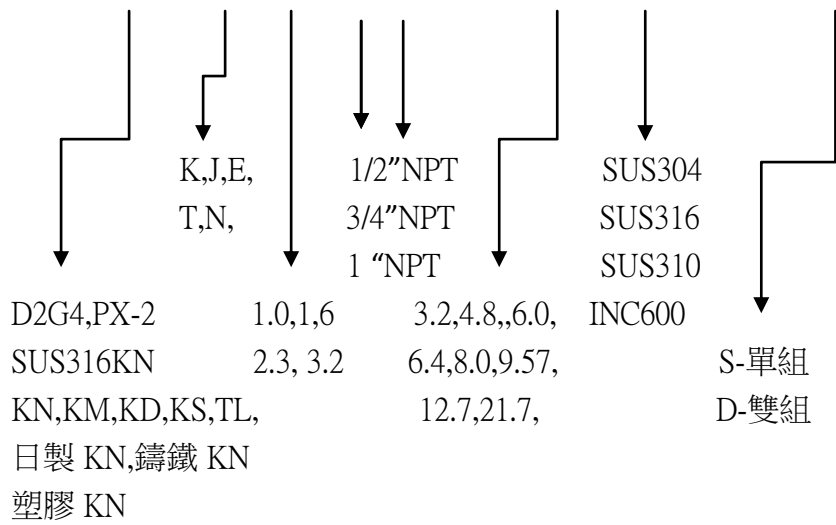 K,J,E, 1/2”NPT SUS304
T,N, 3/4”NPT SUS316
1 “NPT SUS310
D2G4,PX-2 1.0,1,6 3.2,4.8,,6.0, INC600
SUS316KN 2.3, 3.2 6.4,8.0,9.57, S-單組
KN,KM,KD,KS,TL, 12.7,21.7, D-雙組
日製 KN,鑄鐵 KN
塑膠 KN